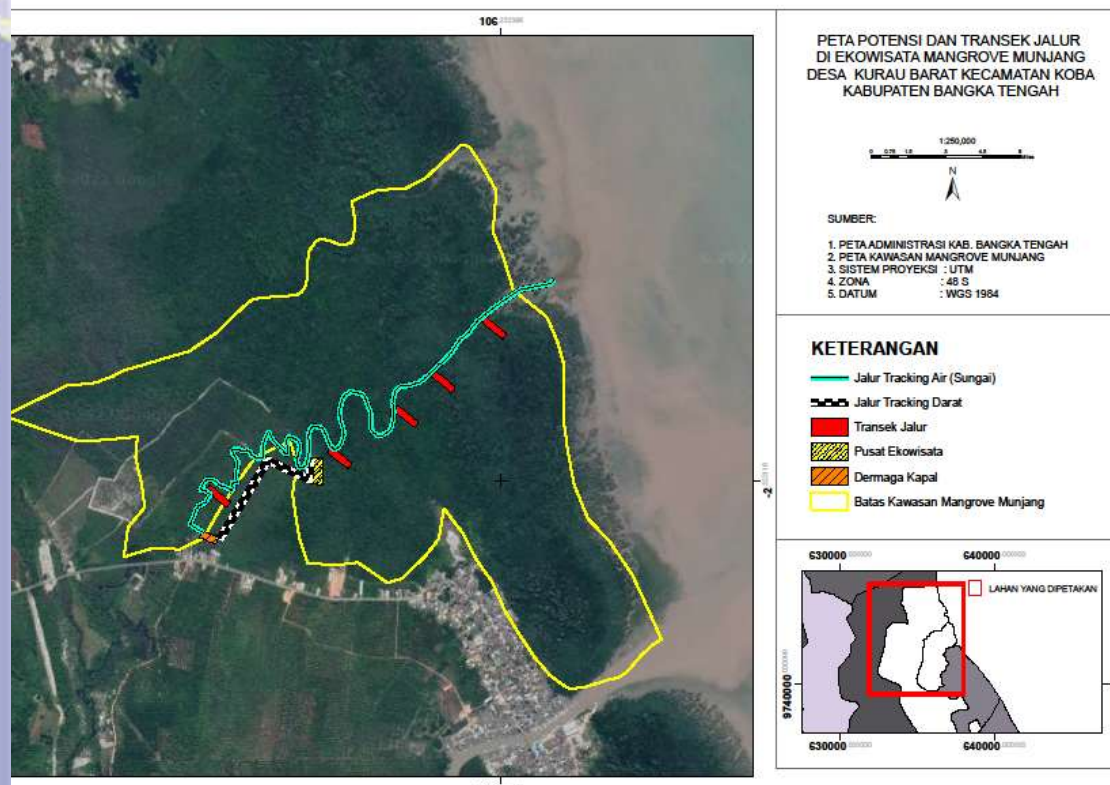 106
-2
PETA POTENSI DAN TRANSEK JALUR
DI EKOWISATA MANGROVE MUNJANG
DESA KURAU BARAT KECAMATAN KOBA
KABUPATEN BANGKA TENGAH
1:250,000
N
SUMBER:
1. PETA ADMINISTRASI KAB. BANGKA TENGAH
2. PETA KAWASAN MANGROVE MUNJANG
3. SISTEM PROYEKSI : UTM
4. ZONA : 48 S
5. DATUM : WGS 1984
KETERANGAN
Jalur Tracking Air (Sungai)
Jalur Tracking Darat
Transek Jalur
Pusat Ekowisata
Dermaga Kapal
Batas Kawasan Mangrove Munjang
630000 640000
LAHAN YANG DIPETAKAN
9740000
630000 640000